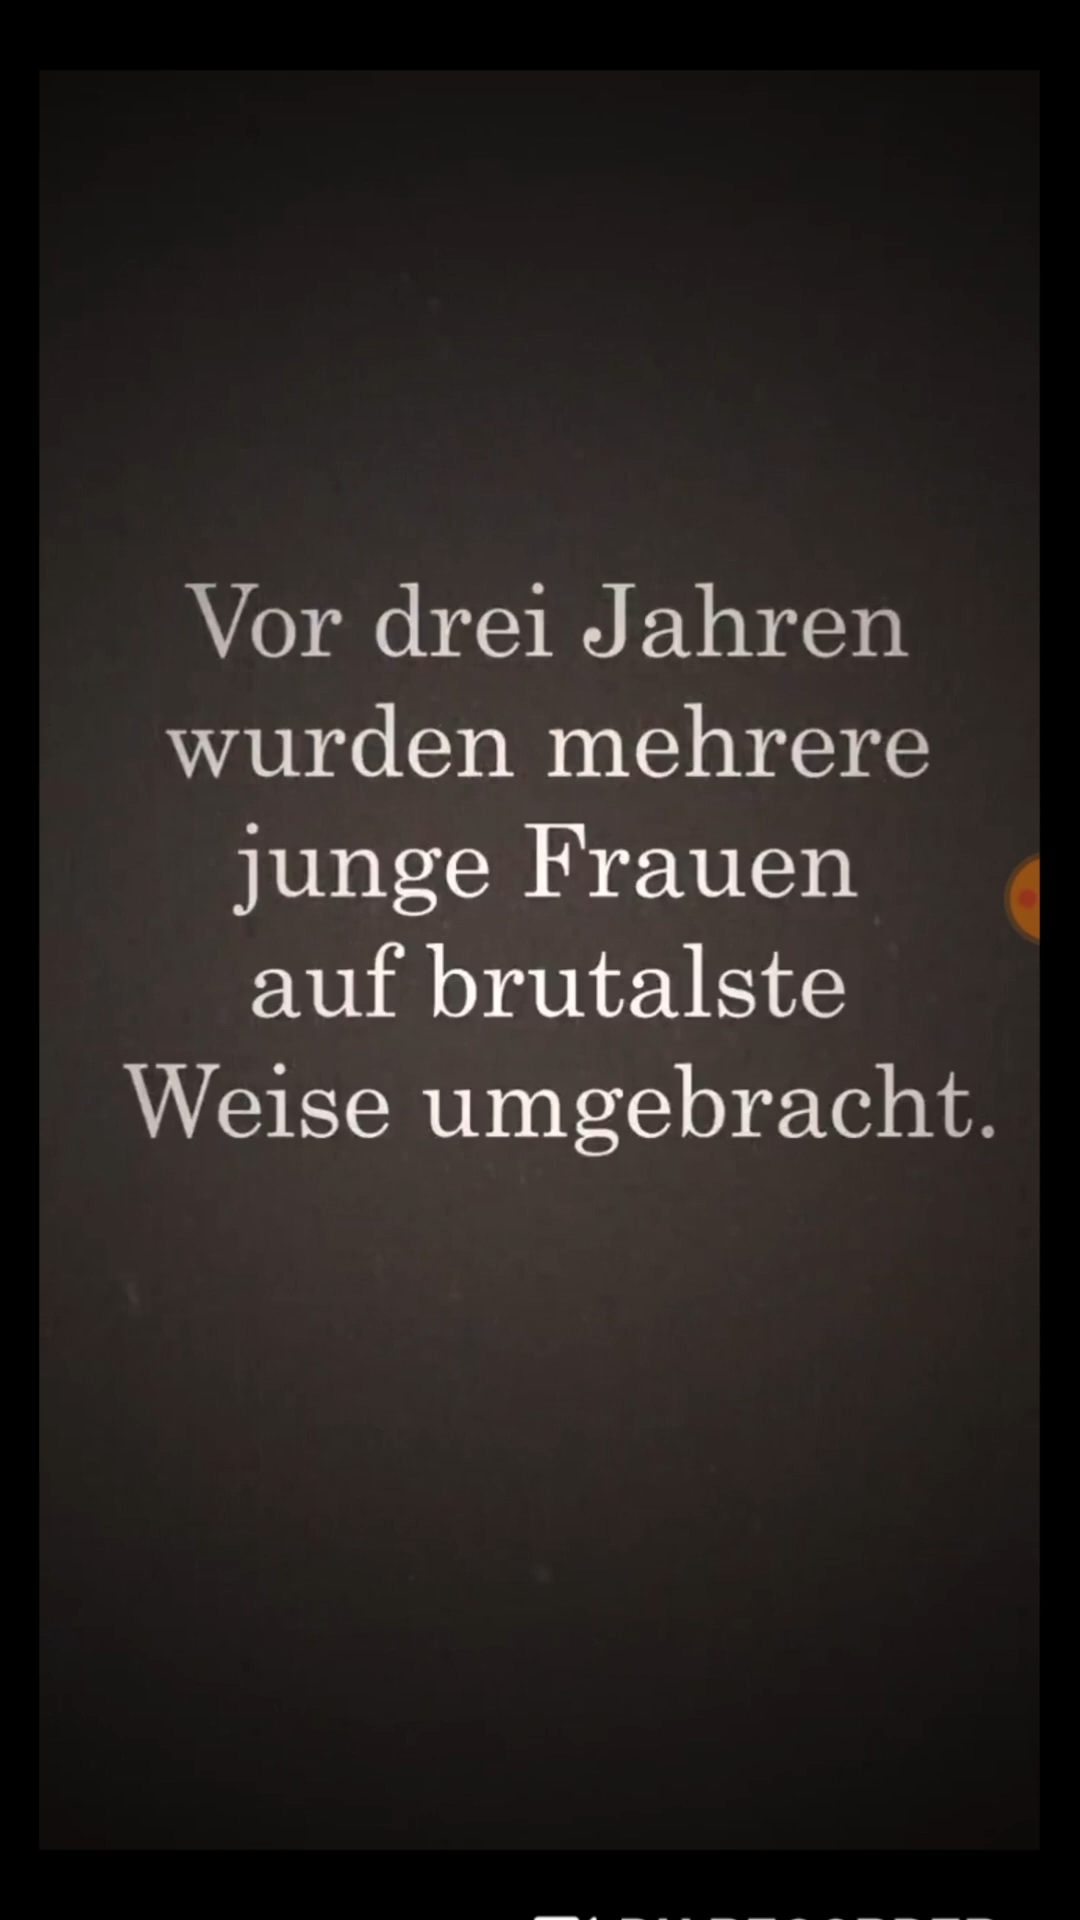 Vor drei Jahren
wurden mehrere
junge Frauen
auf brutalste
Weise umgebracht.